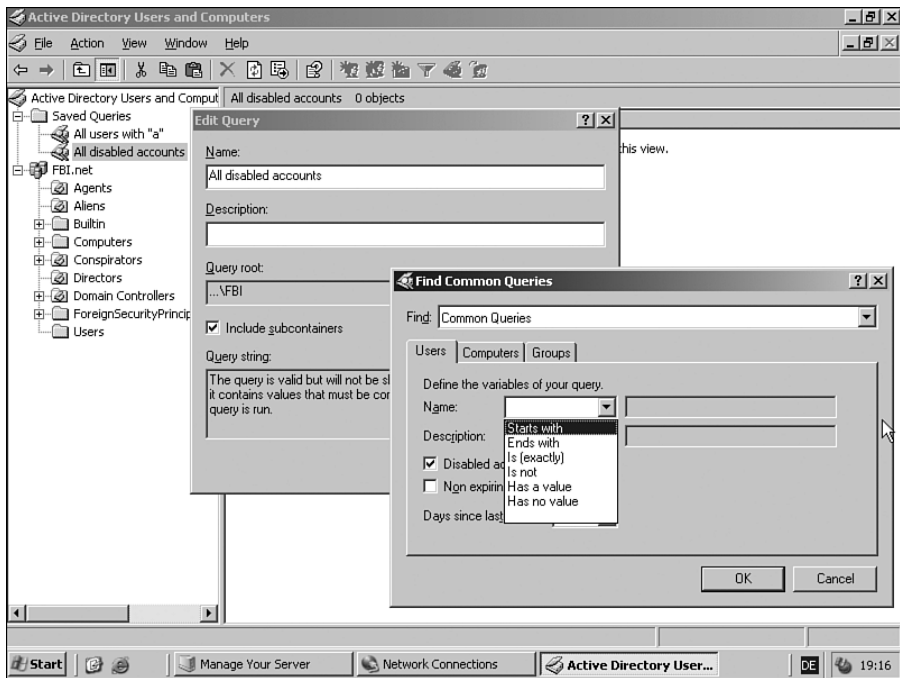 Active Directory Users and Computers
File Action View Window Help
Active Directory Users and Comput
All disabled accounts 0 objects
Saved Queries
All users with "a"
All disabled accounts
FBI.net
Agents
Aliens
Builtin
Computers
Conspirators
Directors
Domain Controllers
ForeignSecurityPrincip
Users
this view.
Edit Query
Name:
All disabled accounts
Description:
Query root:
...\FBI
Include subcontainers
Query string:
The query is valid but will not be
it contains values that must be
query is run.
Find Common Queries
Find: Common Queries
Users Computers Groups
Define the variables of your query.
Name:
Starts with
Ends with
Is (exactly)
Is not
Has a value
Has no value
Description:
Disabled
Non
Days since
OK Cancel
Start
Manage Your Server
Network Connections
Active Directory User...
DE
19:16